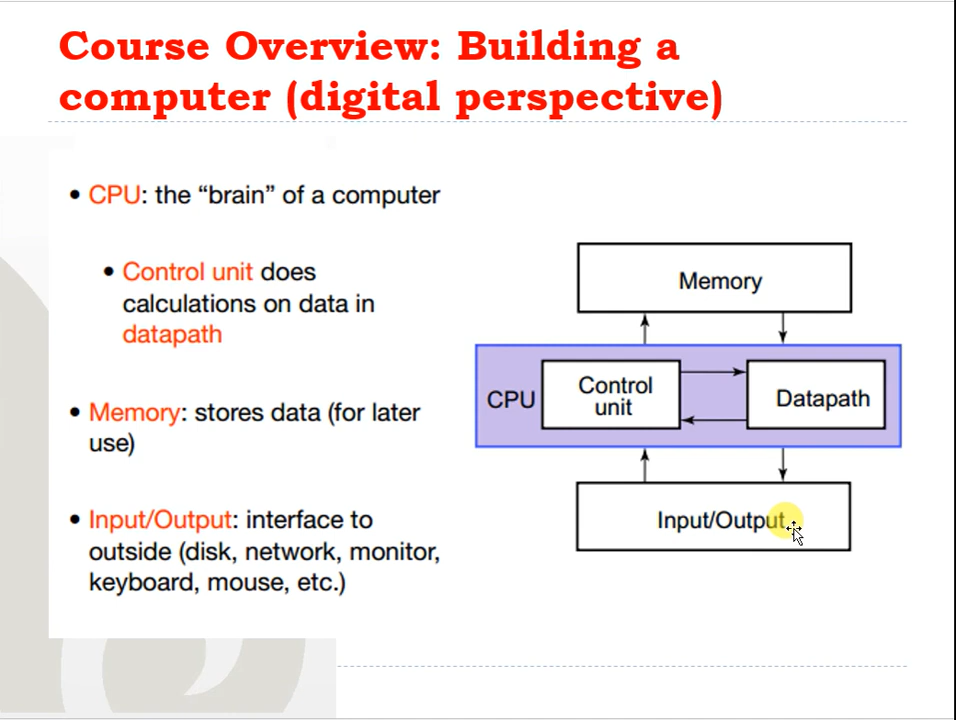 Course Overview: Building a
computer (digital perspective)
• CPU: the “brain” of a computer
• Control unit does
calculations on data in
datapath
• Memory: stores data (for later
use)
• Input/Output: interface to
outside (disk, network, monitor,
keyboard, mouse, etc.)
Memory
CPU
Control
unit
Datapath
Input/Output